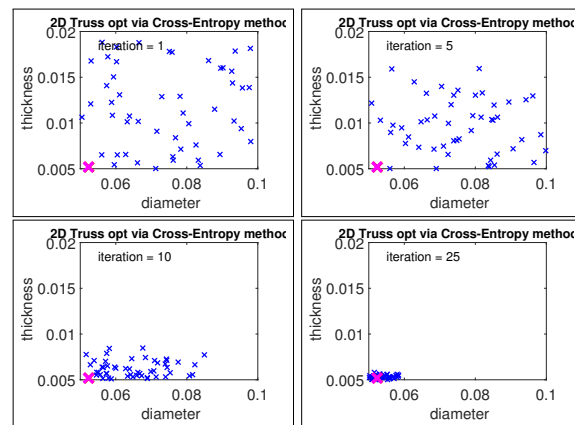 2D Truss opt via Cross-Entropy method
iteration = 1
0.02
0.015
0.01
0.005
thickness
0.06
0.08
0.1
diameter
2D Truss opt via Cross-Entropy method
iteration = 5
0.02
0.015
0.01
0.005
thickness
0.06
0.08
0.1
diameter
2D Truss opt via Cross-Entropy method
iteration = 10
0.02
0.015
0.01
0.005
thickness
0.06
0.08
0.1
diameter
2D Truss opt via Cross-Entropy method
iteration = 25
0.02
0.015
0.01
0.005
thickness
0.06
0.08
0.1
diameter